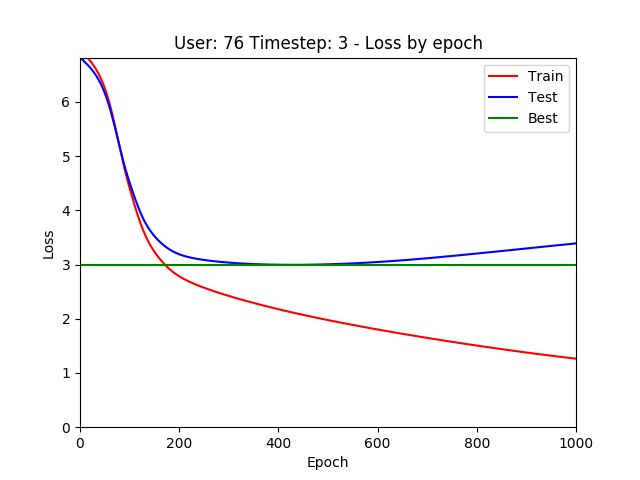 User: 76 Timestep: 3 - Loss by epoch
Train
Test
Best
6
5
4
3
2
1
0
Loss
0 200 400 600 800 1000
Epoch